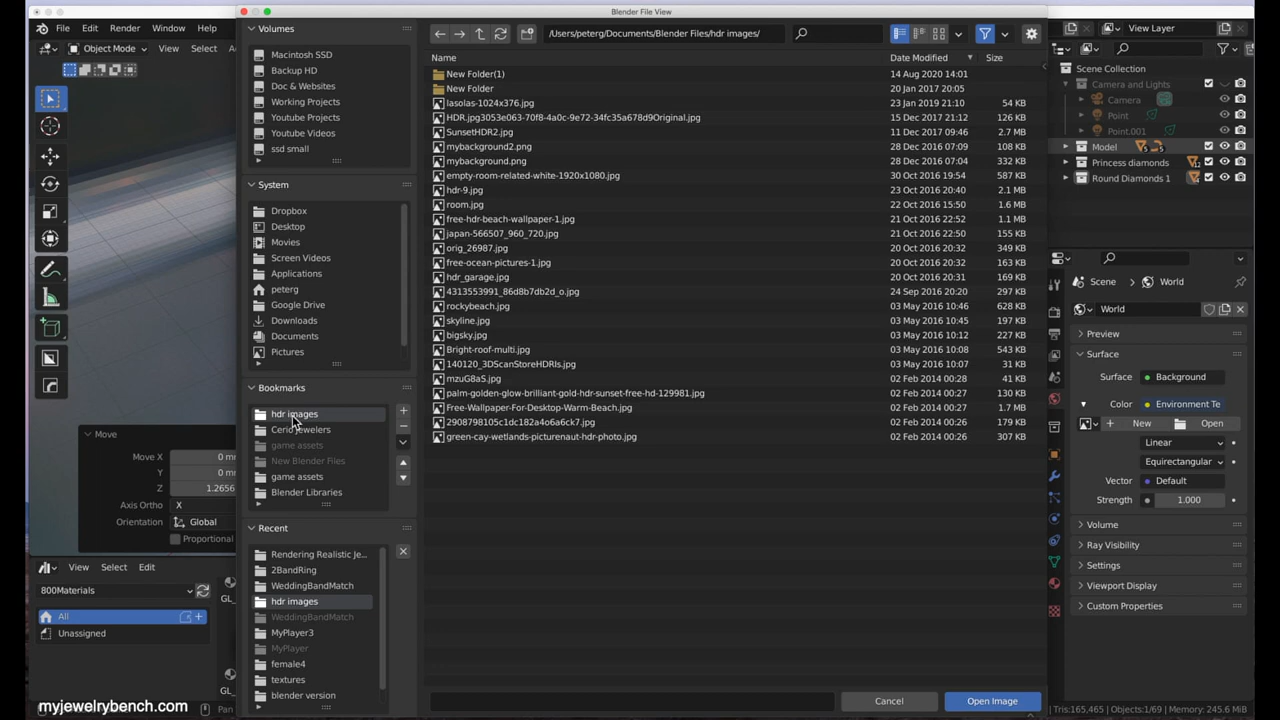 Blender File View
File Edit Render Window
Object Mode View Select A
Volumes
Macintosh SSD
Backup HD
Doc & Websites
Working Projects
Youtube Projects
Youtube Videos
ssd small
System
Dropbox
Desktop
Movies
Screen Videos
Applications
peterg
Google Drive
Downloads
Documents
Pictures
Bookmarks
hdr images
Cerio jewelers
game assets
New Blender Files
game assets
Blender Libraries
Recent
Rendering Realistic Je...
2BandRing
WeddingBandMatch
hdr images
WeddingBandMatch
MyPlayer3
MyPlayer
female4
textures
blender version
/Users/peterg/Documents/Blender Files/hdr images/
Name Date Modified Size
New Folder(1) 14 Aug 2020 14:01
New Folder 20 Jan 2017 20:05
lasolas-1024x376.jpg 23 Jan 2019 21:10 54 KB
HDR.jpg3053e063-70f8-4a0c-9e72-34fc35a678d9Original.jpg 15 Dec 2017 21:12 126 KB
SunsetHDR2.jpg 11 Dec 2017 09:46 2.7 MB
mybackground2.png 28 Dec 2016 07:09 108 KB
mybackground.png 28 Dec 2016 07:04 332 KB
empty-room-related-white-1920x1080.jpg 30 Oct 2016 19:54 587 KB
hdr-9.jpg 23 Oct 2016 20:40 2.1 MB
room.jpg 22 Oct 2016 15:50 1.6 MB
free-hdr-beach-wallpaper-1.jpg 21 Oct 2016 22:52 1.1 MB
japan-566507_960_720.jpg 21 Oct 2016 22:50 155 KB
orig_26987.jpg 20 Oct 2016 20:32 349 KB
free-ocean-pictures-1.jpg 20 Oct 2016 20:32 163 KB
hdr_garage.jpg 20 Oct 2016 20:31 169 KB
4313553991_86d8b7db2d_o.jpg 24 Sep 2016 20:20 297 KB
rockybeach.jpg 03 May 2016 10:46 628 KB
skyline.jpg 03 May 2016 10:45 197 KB
bigsky.jpg 03 May 2016 10:12 227 KB
Bright-roof-multi.jpg 03 May 2016 10:08 543 KB
140120_3DScanStoreHDRIs.jpg 03 May 2016 10:07 31 KB
mzuG8aS.jpg 02 Feb 2014 00:28 41 KB
palm-golden-glow-brilliant-gold-hdr-sunset-free-hd-129981.jpg 02 Feb 2014 00:27 130 KB
Free-Wallpaper-For-Desktop-Warm-Beach.jpg 02 Feb 2014 00:26 1.7 MB
2908798105c1dc182a4o6a6ck7.jpg 02 Feb 2014 00:26 179 KB
green-cay-wetlands-picturenaut-hdr-photo.jpg 02 Feb 2014 00:26 307 KB
Cancel Open Image
Move
Move X 0 m
Y 0 m
Z 1.2656
Axis Ortho X
Orientation Global
Proportional
View Select Edit
800Materials
All
Unassigned
GL_
GL_
Pan
myjewelrybench.com
View Layer
Scene Collection
Camera and Lights
Camera
Point
Point.001
Model
Princess diamonds
Round Diamonds 1
Scene World
World
Preview
Surface
Surface Background
Color Environment Te
New Open
Linear
Equirectangular
Vector Default
Strength 1.000
Volume
Ray Visibility
Settings
Viewport Display
Custom Properties
Tris:165,465 | Objects:1/69 | Memory: 245.6 MiB